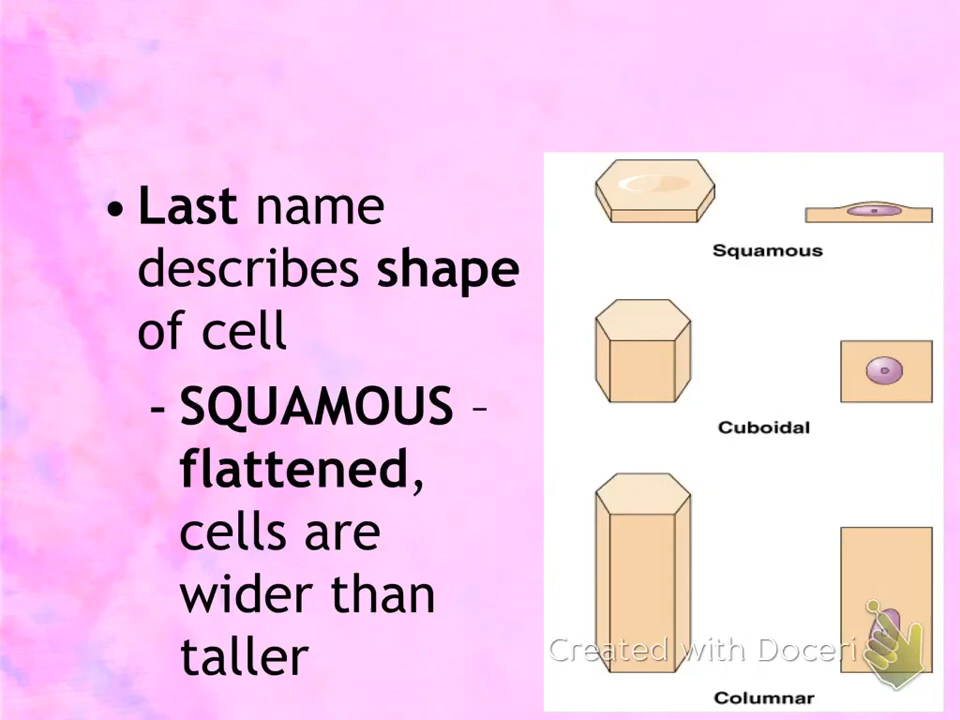 • Last name
describes shape
of cell
- SQUAMOUS –
flattened,
cells are
wider than
taller
Squamous
Cuboidal
Created with Doceri
Columnar